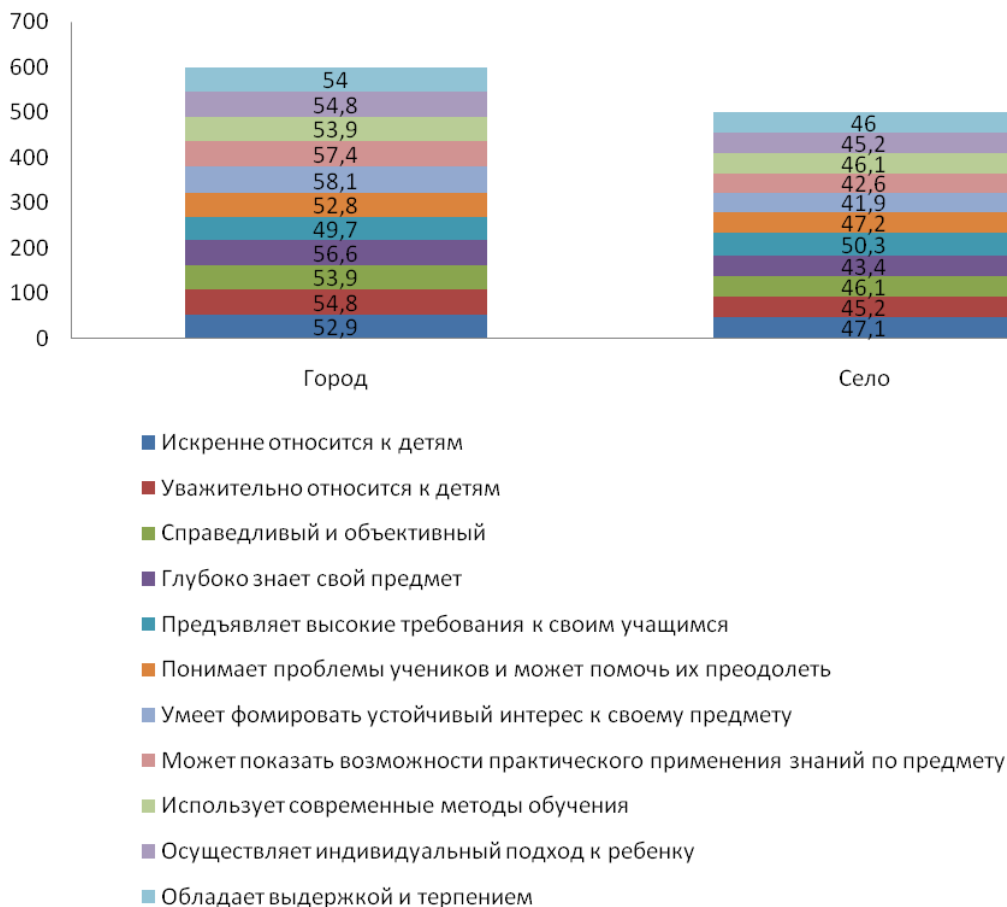 700
600
500
400
300
200
100
0
54
54,8
53,9
57,4
58,1
52,8
49,7
56,6
53,9
54,8
52,9
46
45,2
46,1
42,6
41,9
47,2
50,3
43,4
46,1
45,2
47,1
Город Село
Искренне относится к детям
Уважительно относится к детям
Справедливый и объективный
Глубоко знает свой предмет
Предъявляет высокие требования к своим учащимся
Понимает проблемы учеников и может помочь их преодолеть
Умеет фомировать устойчивый интерес к своему предмету
Может показать возможности практического применения знаний по предмету
Использует современные методы обучения
Осуществляет индивидуальный подход к ребенку
Обладает выдержкой и терпением